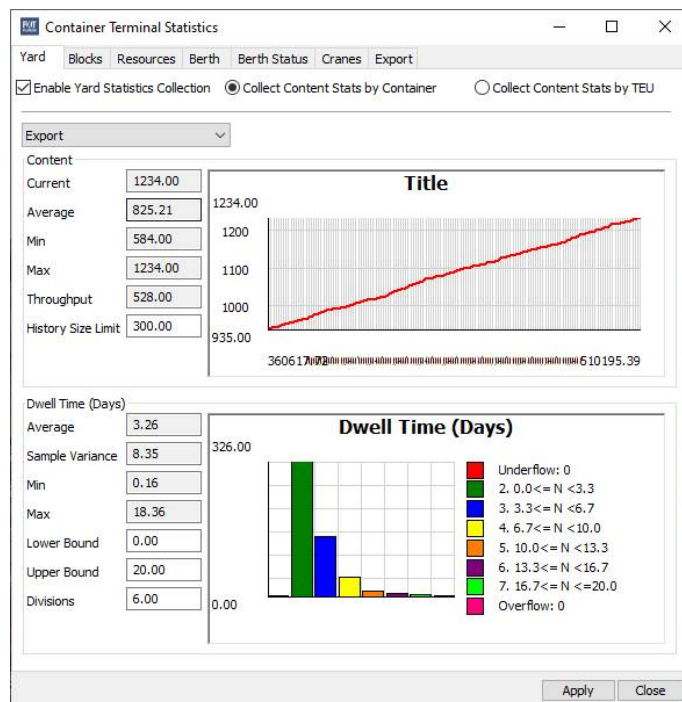 Container Terminal Statistics
Yard Blocks Resources Berth Berth Status Cranes Export
Enable Yard Statistics Collection Collect Content Stats by Container Collect Content Stats by TEU
Export
Content
Current 1234.00
Average 825.21
Min 584.00
Max 1234.00
Throughput 528.00
History Size Limit 300.00
Title
1234.00
1200
1100
1000
935.00
510195.39
Dwell Time (Days)
Average 3.26
Sample Variance 8.35
Min 0.16
Max 18.36
Lower Bound 0.00
Upper Bound 20.00
Divisions 6.00
Dwell Time (Days)
326.00
0.00
Underflow: 0
2. 0.0<= N <3.3
3. 3.3<= N <6.7
4. 6.7<= N <10.0
5. 10.0<= N <13.3
6. 13.3<= N <16.7
7. 16.7<= N <=20.0
Overflow: 0
Apply Close